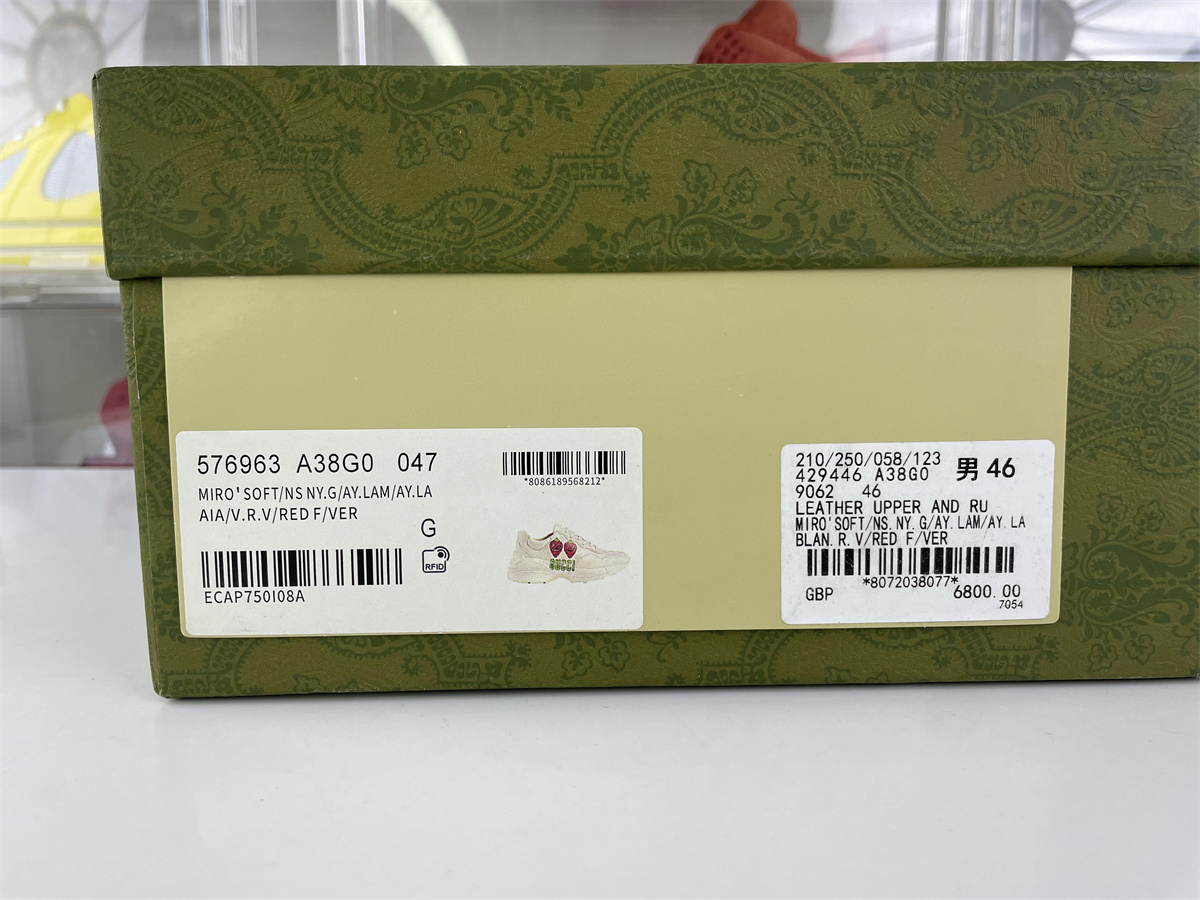 576963 A38G0 047
*8086189568212*
MIRO'SOFT/NS NY.G/AY.LAM/AY.LA
AIA/V.R.V/RED F/VER
G
RFID
GUCCI
ECAP750I08A
210/250/058/123
429446 A38G0
男 46
9062 46
LEATHER UPPER AND RU
MIRO'SOFT/NS. NY. G/AY. LAM/AY. LA
BLAN. R. V/RED F/VER
*8072038077*
GBP 6800. 00
7054